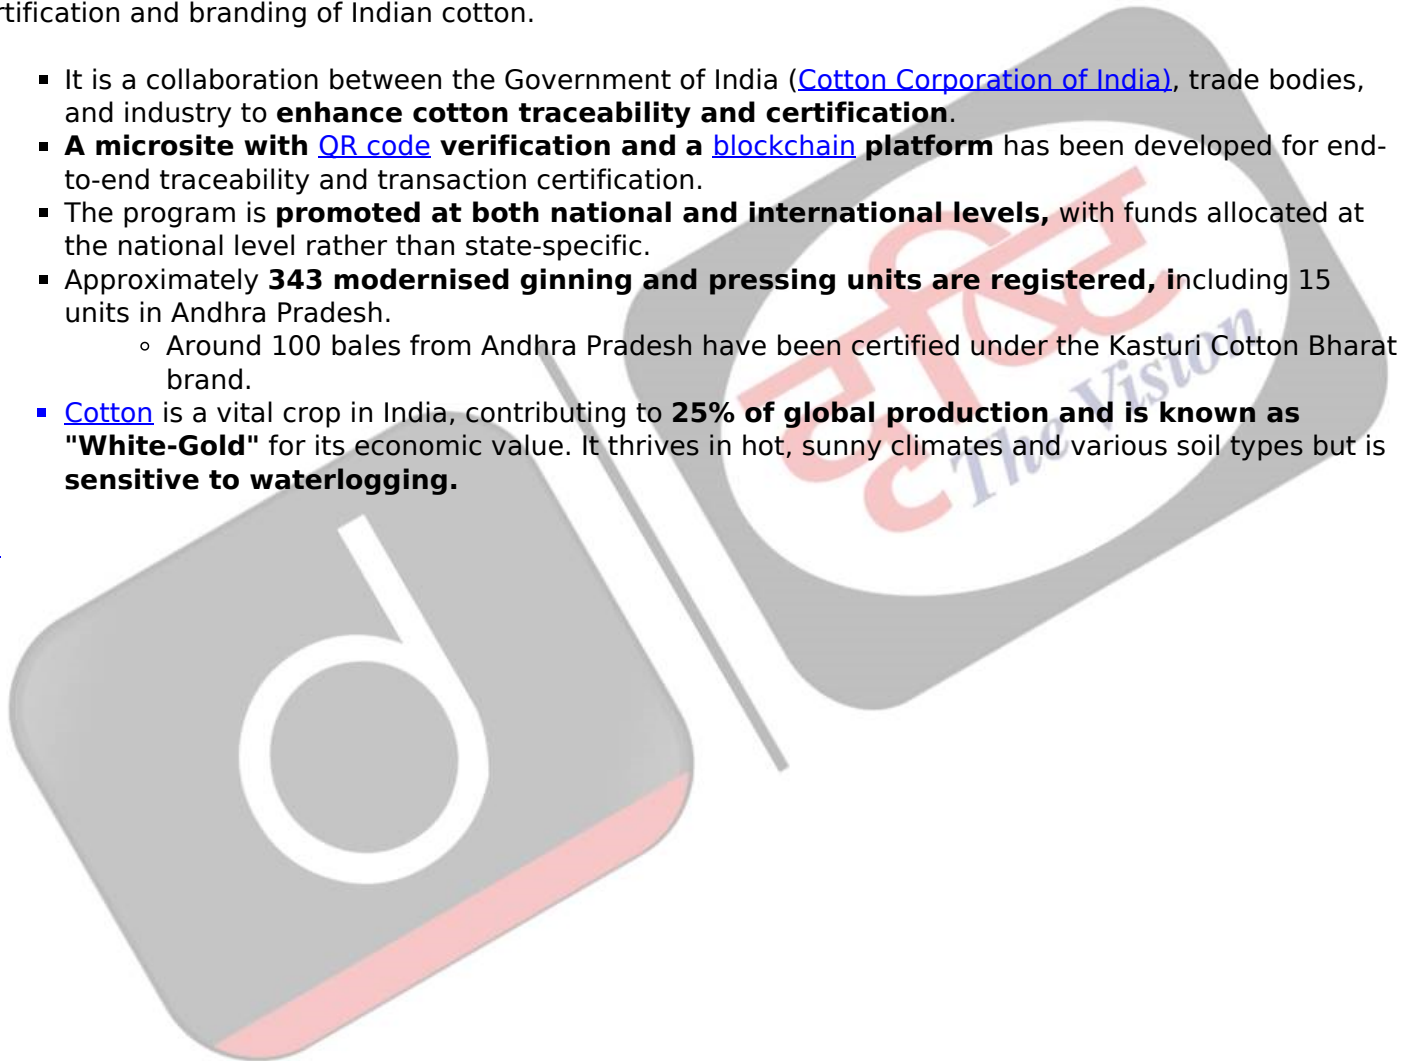 rtification and branding of Indian cotton.
▪ It is a collaboration between the Government of India (Cotton Corporation of India), trade bodies,
and industry to enhance cotton traceability and certification.
▪ A microsite with QR code verification and a blockchain platform has been developed for end-
to-end traceability and transaction certification.
▪ The program is promoted at both national and international levels, with funds allocated at
the national level rather than state-specific.
▪ Approximately 343 modernised ginning and pressing units are registered, including 15
units in Andhra Pradesh.
◦ Around 100 bales from Andhra Pradesh have been certified under the Kasturi Cotton Bharat
brand.
▪ Cotton is a vital crop in India, contributing to 25% of global production and is known as
"White-Gold" for its economic value. It thrives in hot, sunny climates and various soil types but is
sensitive to waterlogging.
दृष्टि
The Vision
d